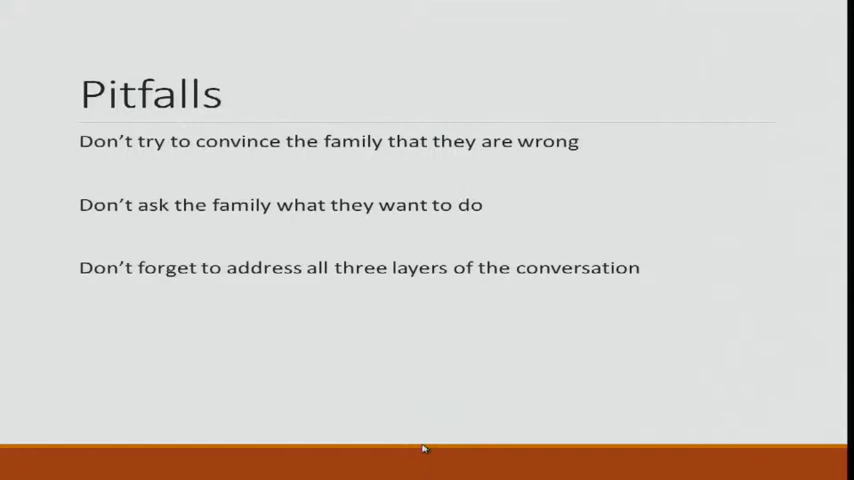 Pitfalls
Don’t try to convince the family that they are wrong
Don’t ask the family what they want to do
Don’t forget to address all three layers of the conversation